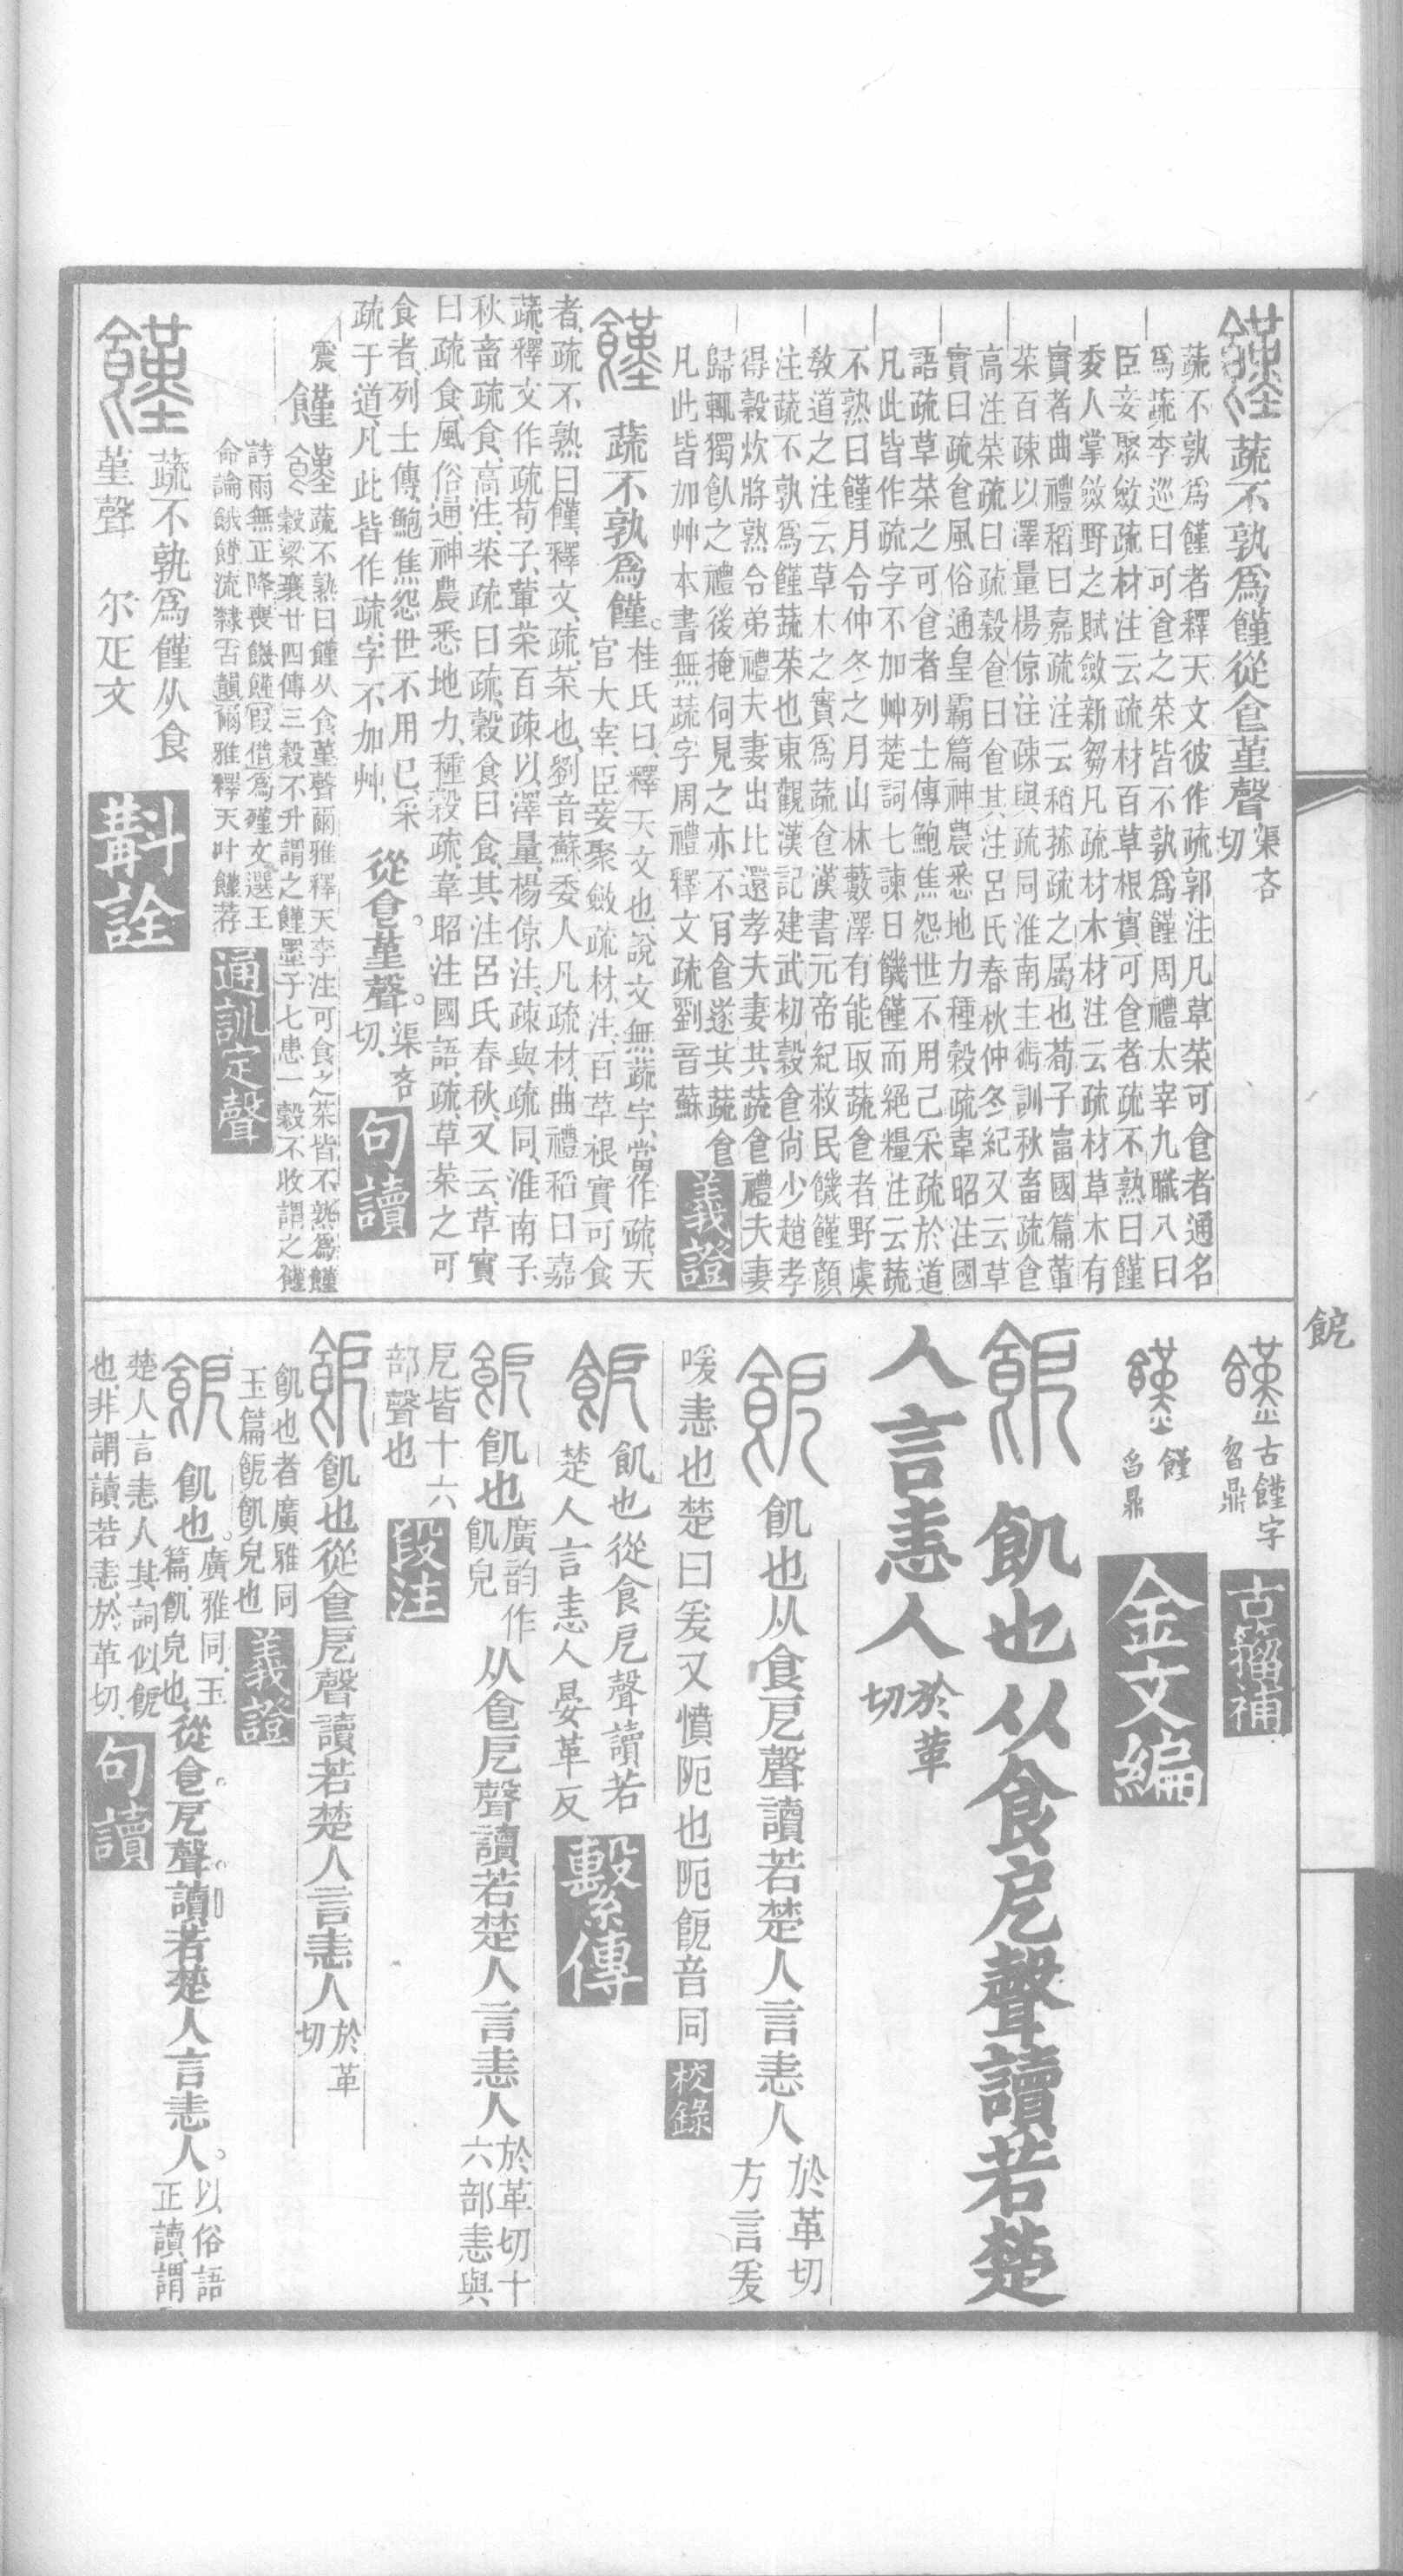 饉 蔬不孰爲饉從𠊊堇聲渠吝切
蔬不孰爲饉者釋天文彼作疏郭注凡草菜可食者通名
爲蔬李巡曰可食之菜皆不孰爲饉周禮太宰九職八曰
臣妾聚斂疏材注云疏材百草根實可食者疏不熟曰饉
委人掌斂野之賦斂新芻凡疏材木材注云疏材草木有
實者曲禮稻曰嘉疏注云稻菰疏之屬也荀子富國篇葷
菜百疎以澤量楊倞注疎與疏同淮南主術訓秋畜疏食
高注菜疏曰疏穀食曰食其注呂氏春秋仲冬紀又云草
實曰疏食風俗通皇霸篇神農悉地力種穀疏韋昭注國
語疏草菜之可食者列士傳鮑焦怨世不用己采疏於道
凡此皆作疏字不加艸楚詞七諫曰饑饉而絕糧注云蔬
不熟曰饉月令仲冬之月山林藪澤有能取蔬食者野虞
敎道之注云草木之實爲蔬食漢書元帝紀救民饑饉顏
注蔬不孰爲饉蔬菜也東觀漢記建武初穀食尚少趙孝
得穀炊將熟令弟禮夫妻出比還孝夫妻共蔬食禮夫妻
歸輒獨飤之禮後掩伺見之亦不肯食遂共蔬食
凡此皆加艸本書無蔬字周禮釋文疏劉音蘇 義證
饉 蔬不孰爲饉。桂氏曰、釋天文也、說文無蔬字、當作疏、天
官大宰、臣妾聚斂疏材、注、百草根實可食
者、疏不熟曰饉、釋文、疏、菜也、劉音蘇、委人凡疏材、曲禮稻曰嘉
蔬、釋文作疏、荀子、葷菜百疎以澤量、楊倞注、疎與疏同、淮南子、
秋畜疏食、高注、菜疏曰疏、穀食曰食、其注呂氏春秋、又云、草實
曰疏食、風俗通神農悉地力、種穀疏、韋昭注國語、疏、草菜之可
食者、列士傳、鮑焦怨世不用己、采
疏于道、凡此皆作疏、字不加艸、 從食。堇聲。渠吝切、 句讀
震 饉 蔬不熟曰饉从食堇聲爾雅釋天李注可食之菜皆不熟爲饉
穀梁襄廿四傳三穀不升謂之饉墨子七患一穀不收謂之饉
詩雨無正降喪饑饉叚借爲殣文選王
命論餓饉流隸古韻爾雅釋天叶饑荐 通訓定聲
饉 蔬不孰爲饉从食
堇聲 尒疋文 斠詮
古饉字 曶鼎 古籀補
饉 曶鼎 金文編
飢也从食戹聲讀若楚
人言恚人於革切
飢也从食戹聲讀若楚人言恚人於革切
方言爰
喛恚也楚曰爰又憤阨也阨䭇音同 校錄
飢也從食戹聲讀若
楚人言恚人晏革反 繫傳
飢也廣韵作飢皃从食戹聲讀若楚人言恚人於革切十六部恚與
戹皆十六
部聲也 段注
飢也從食戹聲讀若楚人言恚人於革切
飢也者廣雅同
玉篇䭇飢皃也 義證
飢也。廣雅同、玉篇、飢皃也、從食。戹聲。讀若楚人言恚人。以俗語正讀、謂
楚人言恚人、其詞似䭇
也、非謂讀若恚、於革切、 句讀
䭇